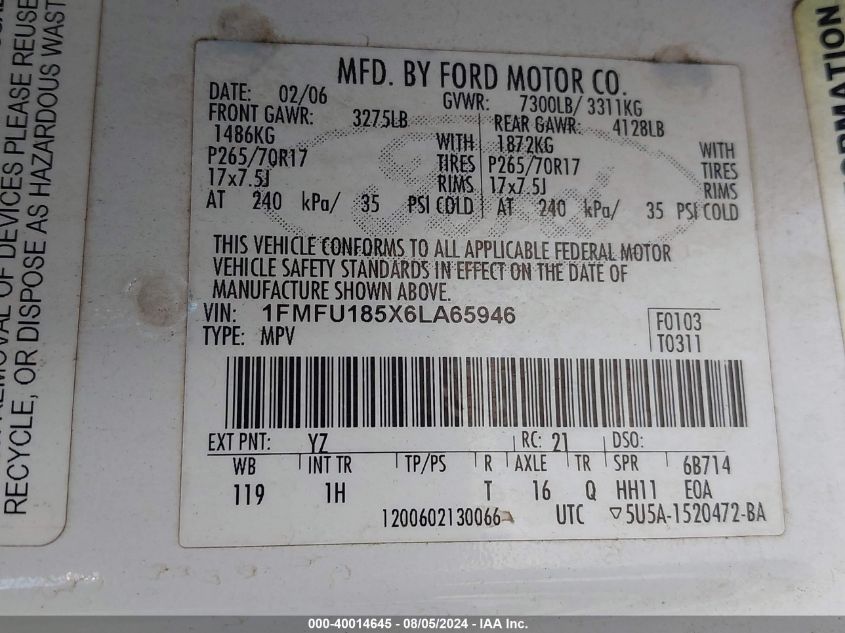 REMOVAL OF DEVICES PLEASE REUSE,
RECYCLE, OR DISPOSE AS HAZARDOUS WAST
MFD. BY FORD MOTOR CO.
DATE: 02/06 GVWR: 7300LB/ 3311KG
FRONT GAWR: 3275LB REAR GAWR: 4128LB
1486KG WITH 1872KG WITH
P265/70R17 TIRES P265/70R17 TIRES
17x7.5J RIMS 17x7.5J RIMS
AT 240 kPa/ 35 PSI COLD AT 240 kPa/ 35 PSI COLD
THIS VEHICLE CONFORMS TO ALL APPLICABLE FEDERAL MOTOR
VEHICLE SAFETY STANDARDS IN EFFECT ON THE DATE OF
MANUFACTURE SHOWN ABOVE.
VIN: 1FMFU185X6LA65946
F0103
TYPE: MPV
T0311
EXT PNT: YZ RC: 21 DSO:
WB INT TR TP/PS R AXLE TR SPR 6B714
119 1H T 16 Q HH11 EOA
1200602130066 UTC ▽5U5A-1520472-BA
ORMATION
000-40014645 - 08/05/2024 - IAA Inc.